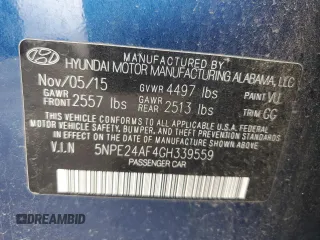 MANUFACTURED BY
HYUNDAI MOTOR MANUFACTURING ALABAMA, LLC
Nov/05/15 GVWR 4497 lbs PAINT VU
GAWR FRONT 2557 lbs GAWR REAR 2513 lbs TRIM GG
THIS VEHICLE CONFORMS TO ALL APPLICABLE FEDERAL MOTOR VEHICLE
SAFETY, BUMPER, AND THEFT PREVENTION STANDARDS
IN EFFECT ON THE DATE OF MANUFACTURE SHOWN ABOVE.
V.I.N 5NPE24AF4GH339559
PASSENGER CAR
DREAMBID